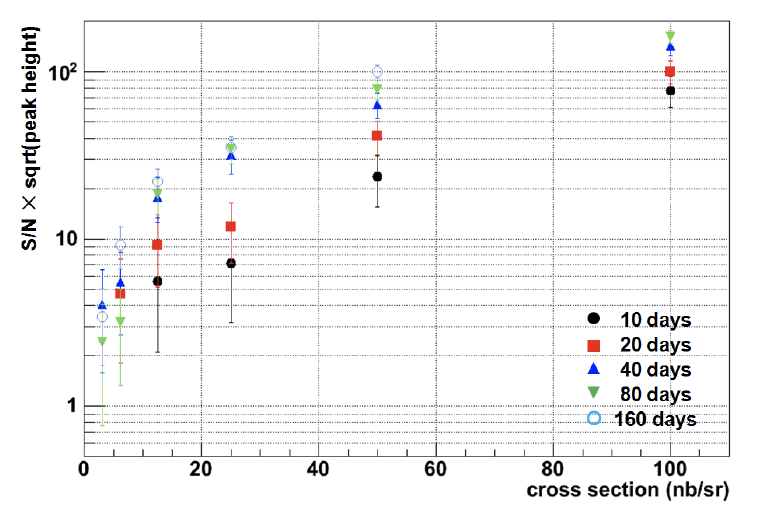 S/N × sqrt(peak height)
10²
10
1
10 days
20 days
40 days
80 days
160 days
0 20 40 60 80 100
cross section (nb/sr)